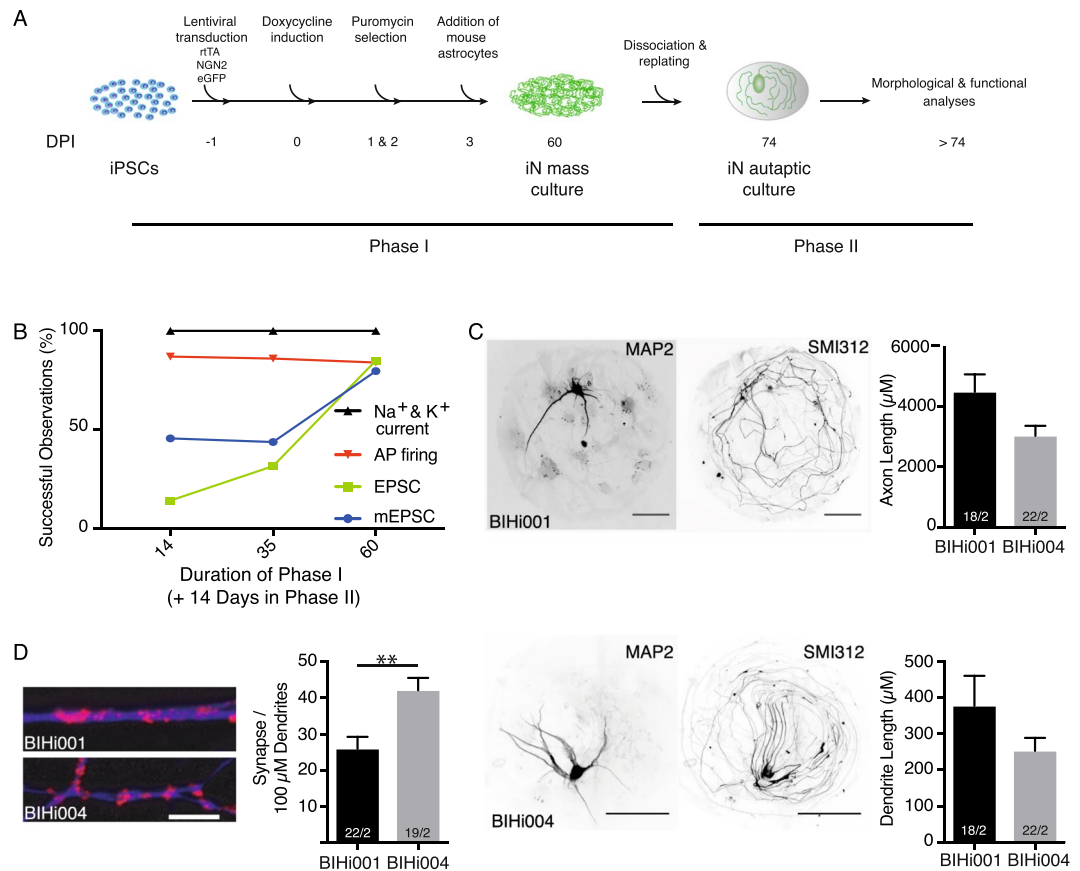 A
Lentiviral
transduction
rtTA
NGN2
eGFP
Doxycycline
induction
Puromycin
selection
Addition of
mouse
astrocytes
Dissociation &
replating
Morphological & functional
analyses
DPI
-1
0
1 & 2
3
60
74
> 74
iPSCs
iN mass
culture
iN autaptic
culture
Phase I
Phase II
B
Successful Observations (%)
100
50
0
14
35
60
Duration of Phase I
(+ 14 Days in Phase II)
Na+ & K+
current
AP firing
EPSC
mEPSC
C
MAP2
BIHi001
SMI312
Axon Length (µM)
6000
4000
2000
0
18/2
22/2
BIHi001 BIHi004
D
BIHi001
BIHi004
Synapse /
100 µM Dendrites
50
40
30
20
10
**
22/2
19/2
BIHi001 BIHi004
MAP2
BIHi004
SMI312
Dendrite Length (µM)
500
400
300
200
100
0
18/2
22/2
BIHi001 BIHi004